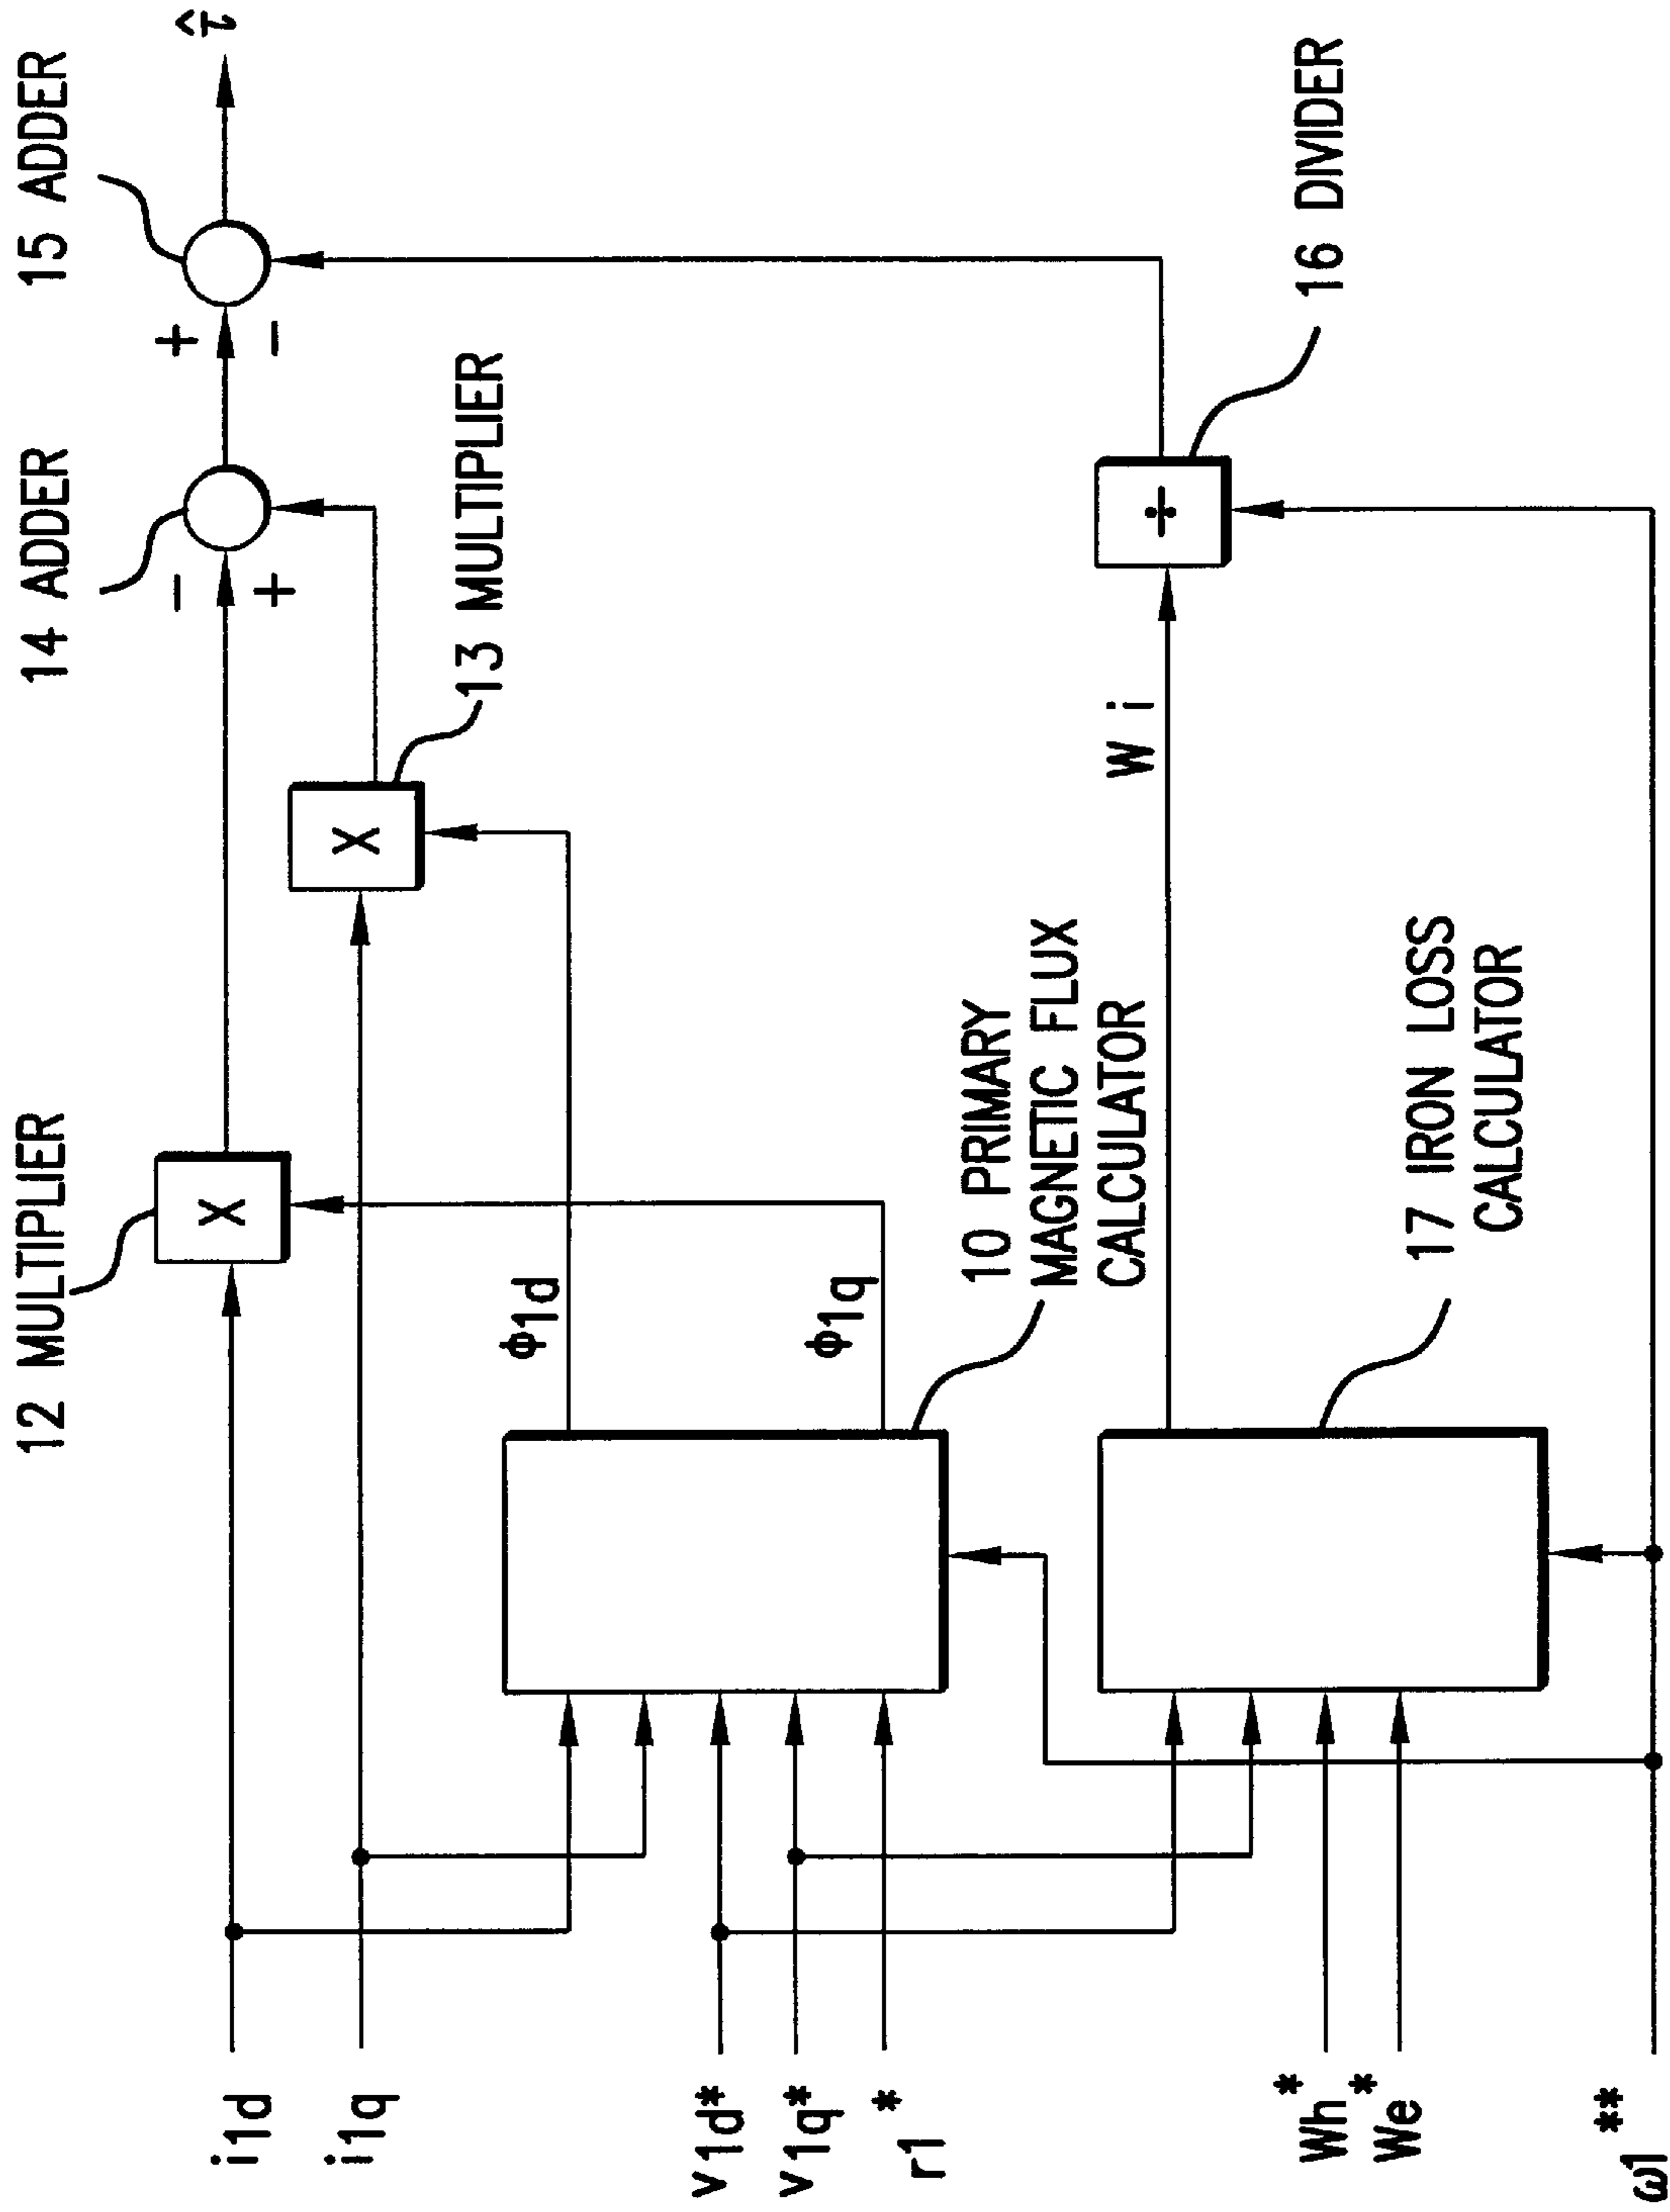 12 MULTIPLIER
14 ADDER
15 ADDER
τ̂
− +
+ −
X
X
13 MULTIPLIER
i1d
i1q
ϕ1d
ϕ1q
v1d*
v1q*
r1*
10 PRIMARY
MAGNETIC FLUX
CALCULATOR
W i
÷
16 DIVIDER
Wh*
We*
17 IRON LOSS
CALCULATOR
ω1**